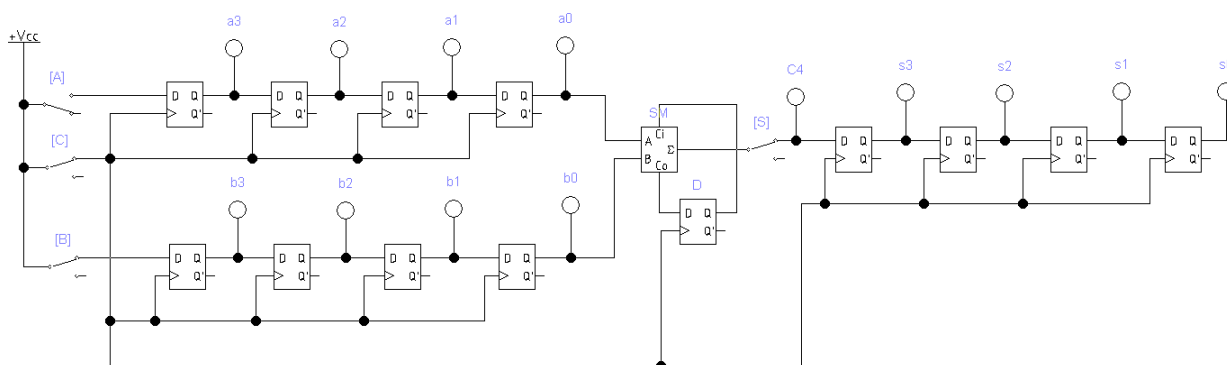 a3 a2 a1 a0
+Vcc
[A]
D Q Q' D Q Q' D Q Q' D Q Q'
[C]
SM
Ci
A Σ
B
Co
[S]
C4 s3 s2 s1
D Q Q' D Q Q' D Q Q' D Q Q'
b3 b2 b1 b0
D
D Q Q'
[B]
D Q Q' D Q Q' D Q Q' D Q Q'